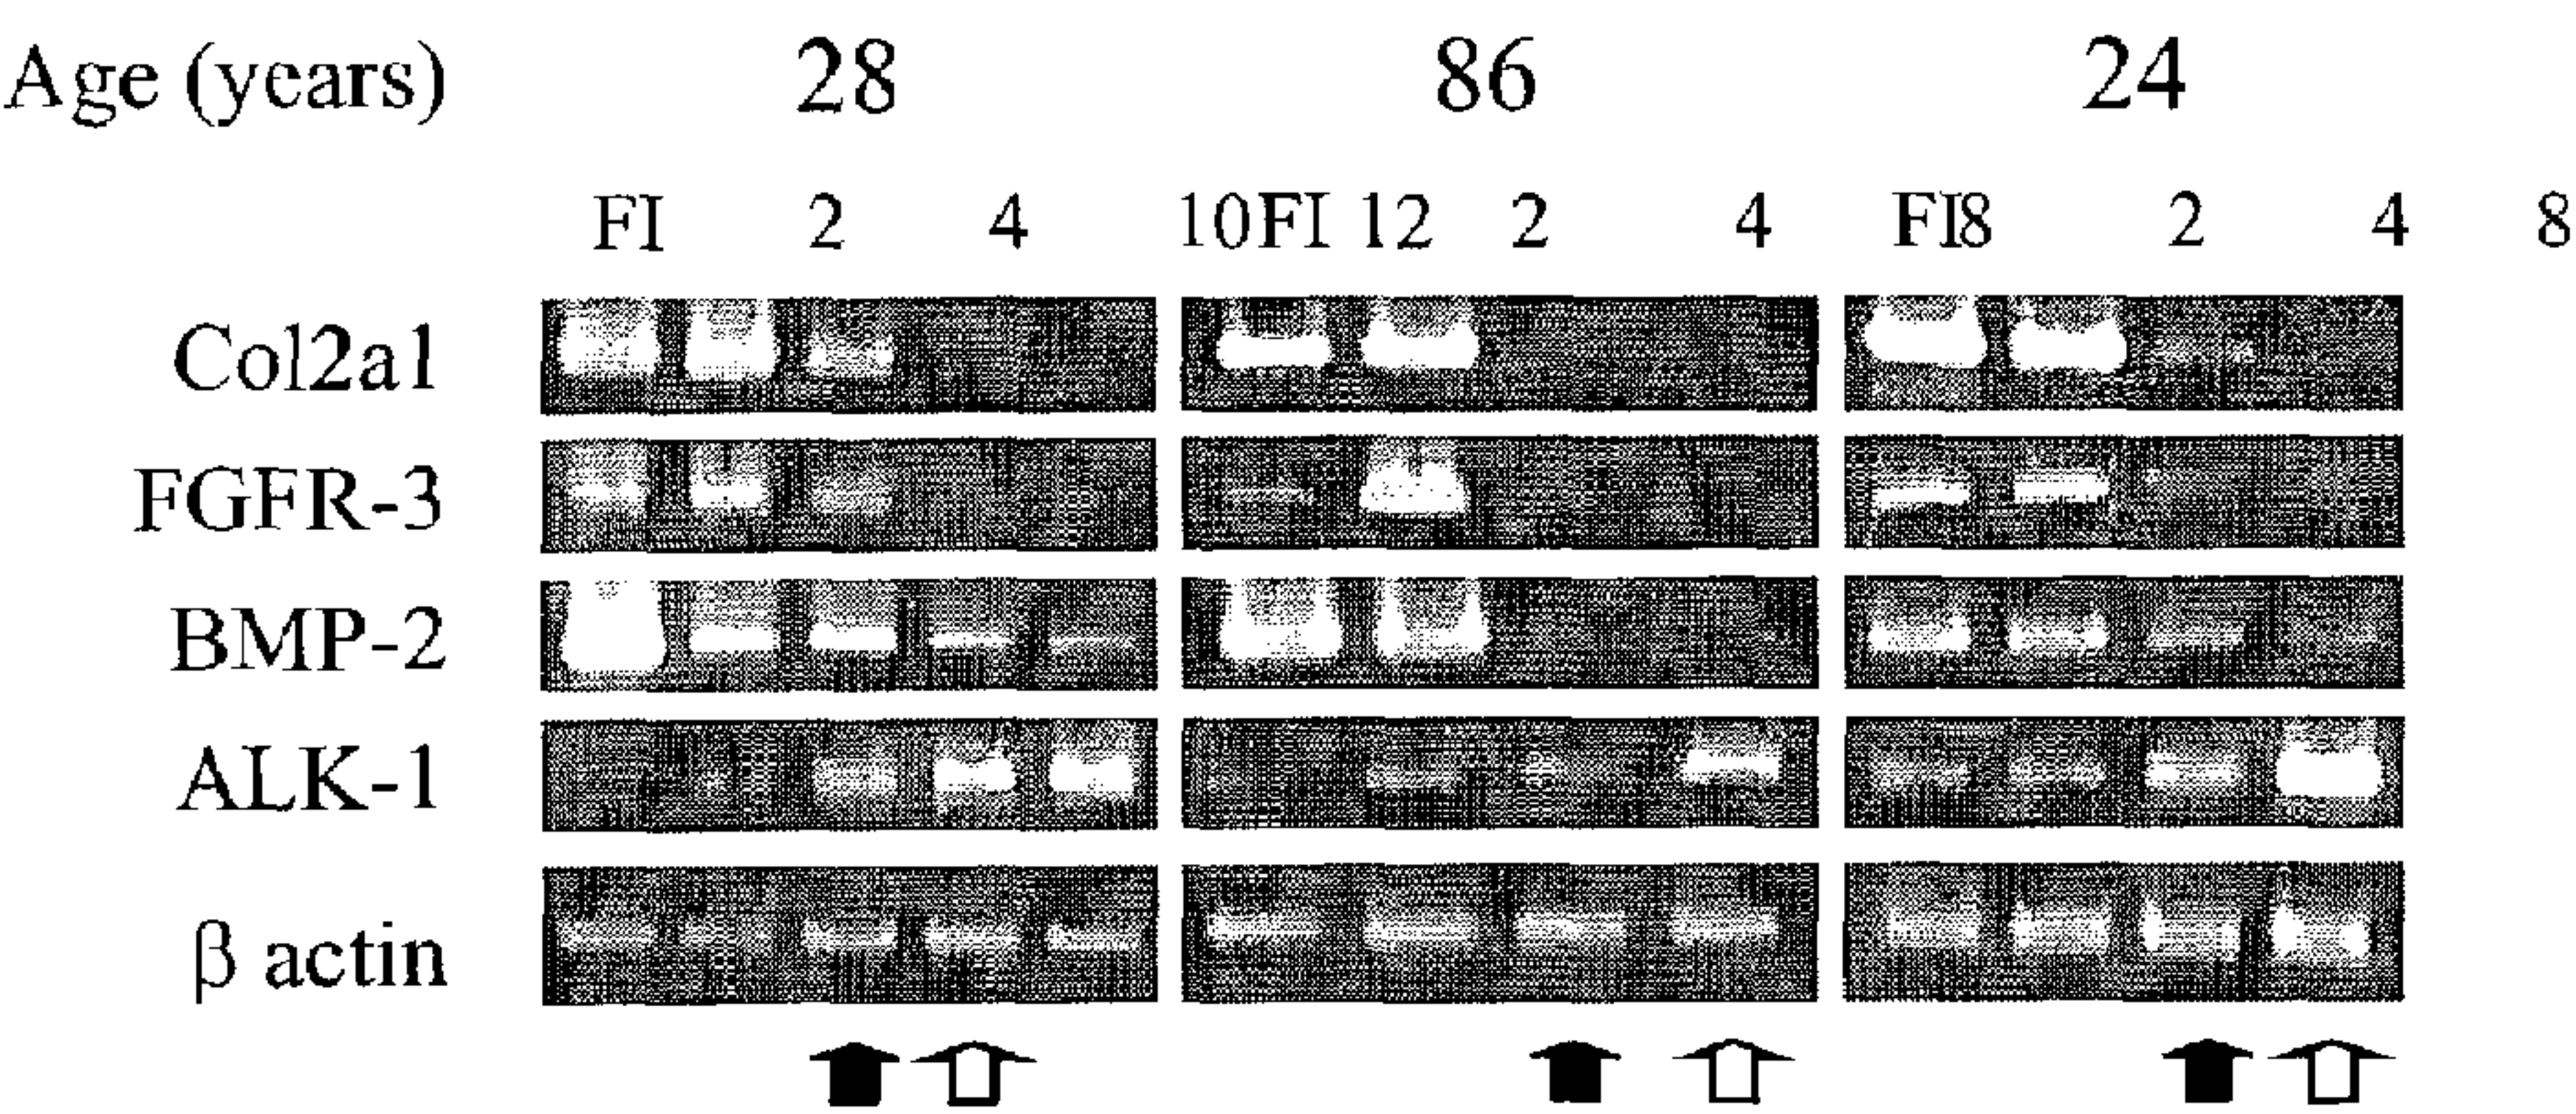 Age (years) 28 86 24
FI 2 4 10FI 12 2 4 FI8 2 4 8
Col2a1
FGFR-3
BMP-2
ALK-1
β actin